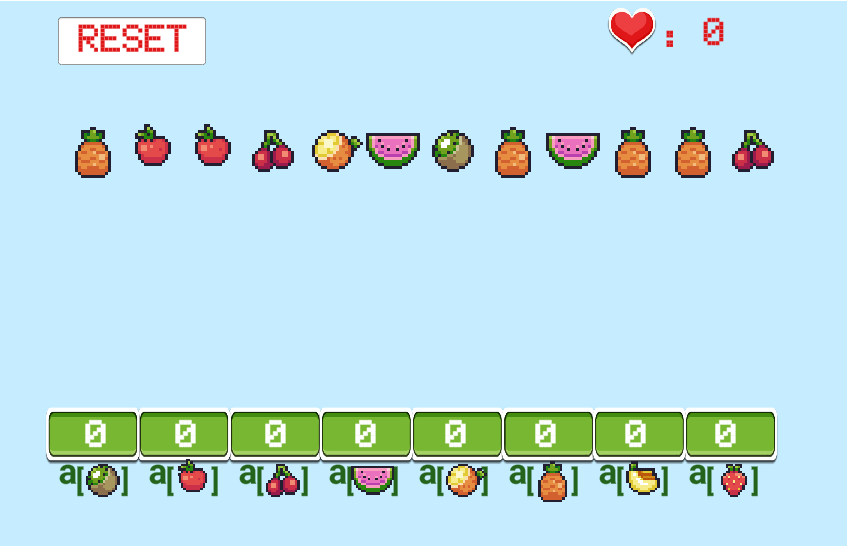 RESET
: 0
0 0 0 0 0 0 0 0
a[ ] a[ ] a[ ] a[ ] a[ ] a[ ] a[ ] a[ ]